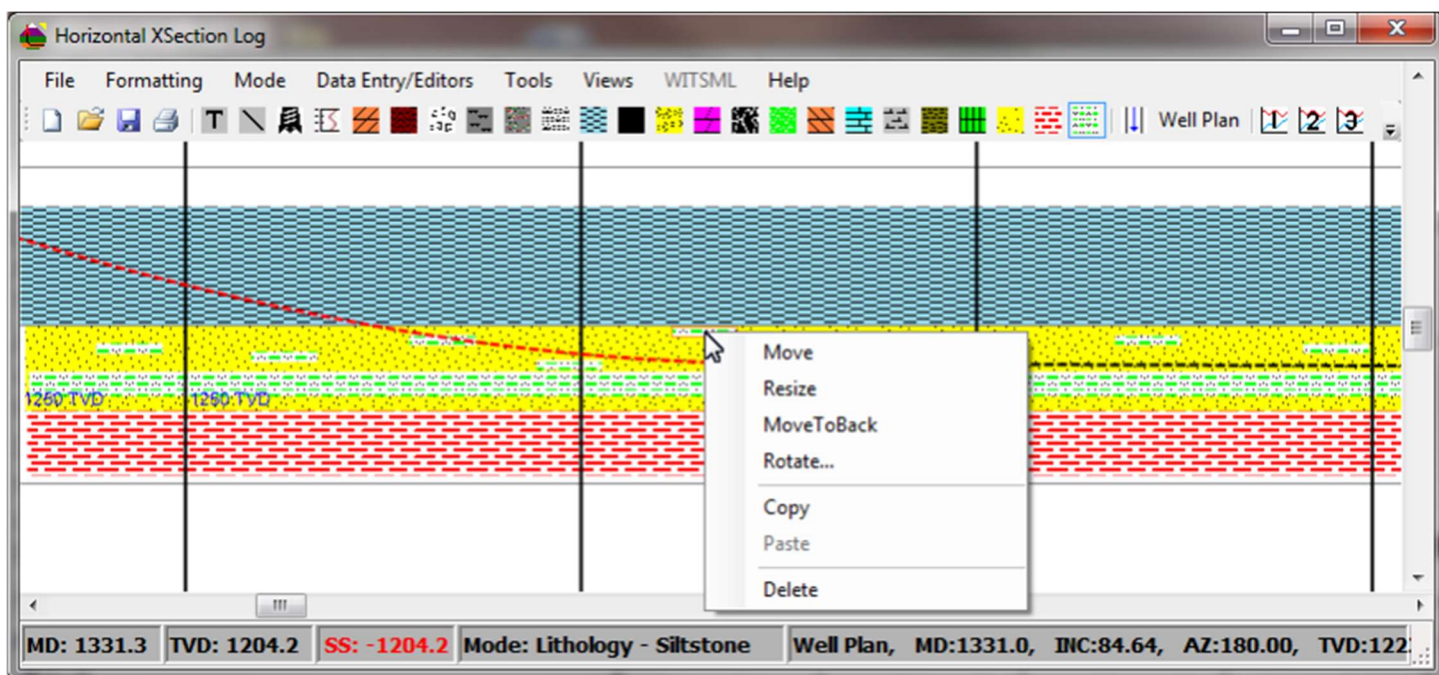 Horizontal XSection Log
File Formatting Mode Data Entry/Editors Tools Views WITSML Help
T Well Plan 1 2 3
1260 TVD 1260 TVD
Move
Resize
MoveToBack
Rotate...
Copy
Paste
Delete
MD: 1331.3 TVD: 1204.2 SS: -1204.2 Mode: Lithology - Siltstone Well Plan, MD:1331.0, INC:84.64, AZ:180.00, TVD:122